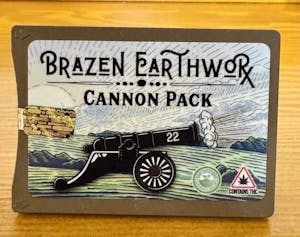 BRAZEN EARTHWORX
CANNON PACK
22
CONTAINS THC